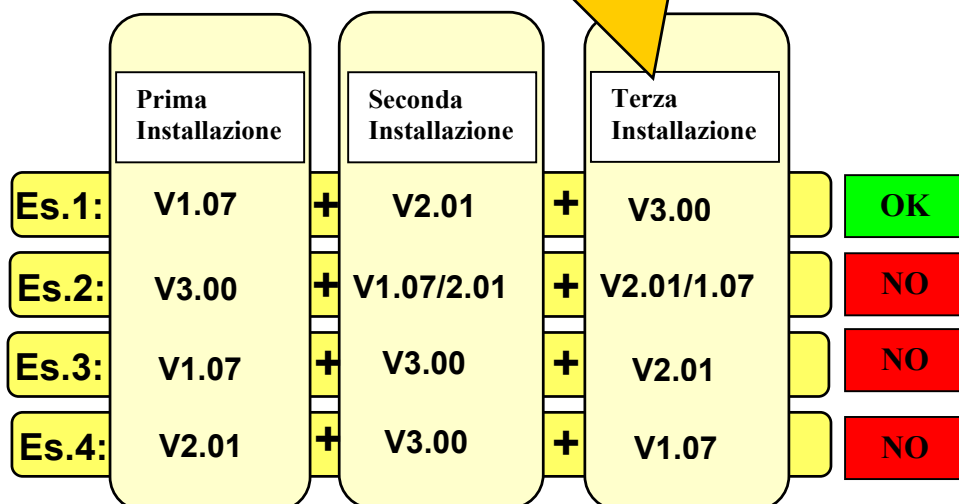 Prima
Installazione
Seconda
Installazione
Terza
Installazione
Es.1: V1.07 + V2.01 + V3.00 OK
Es.2: V3.00 + V1.07/2.01 + V2.01/1.07 NO
Es.3: V1.07 + V3.00 + V2.01 NO
Es.4: V2.01 + V3.00 + V1.07 NO